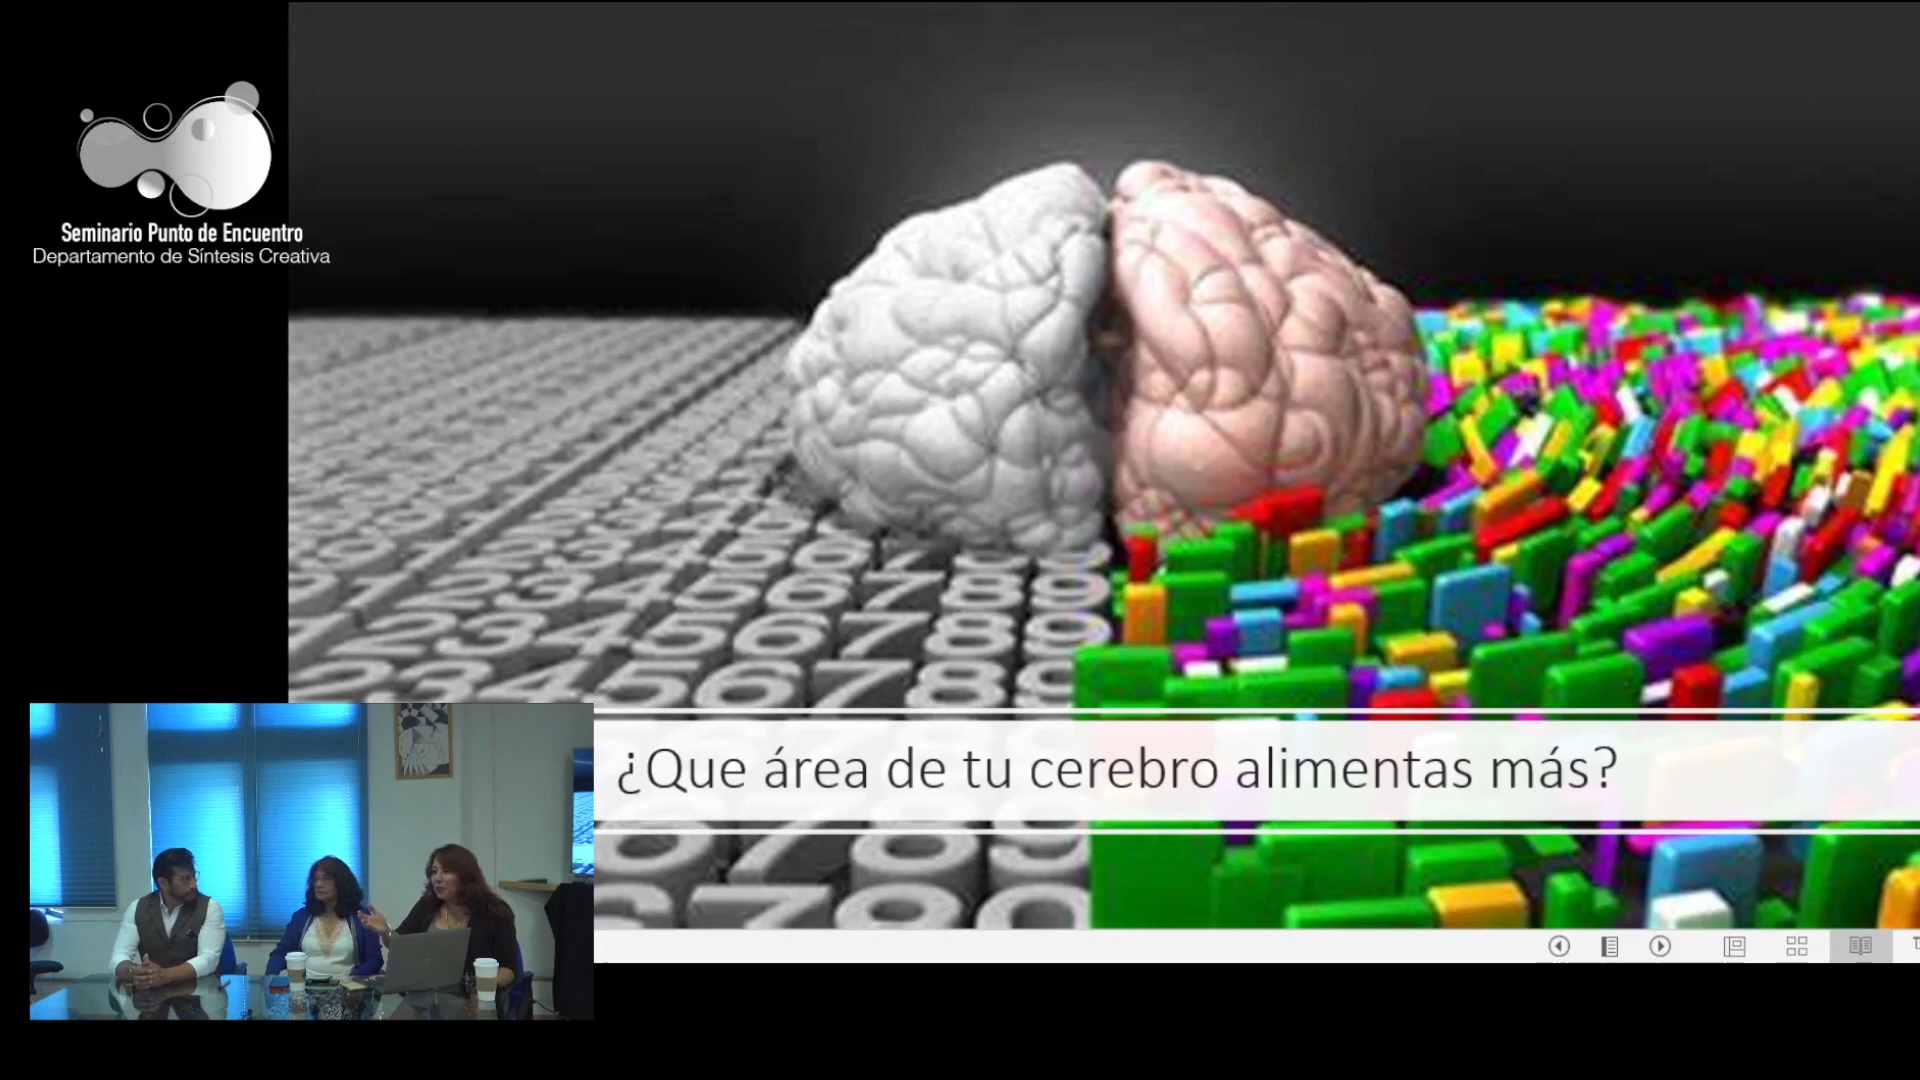 Seminario Punto de Encuentro
Departamento de Síntesis Creativa
¿Que área de tu cerebro alimentas más?